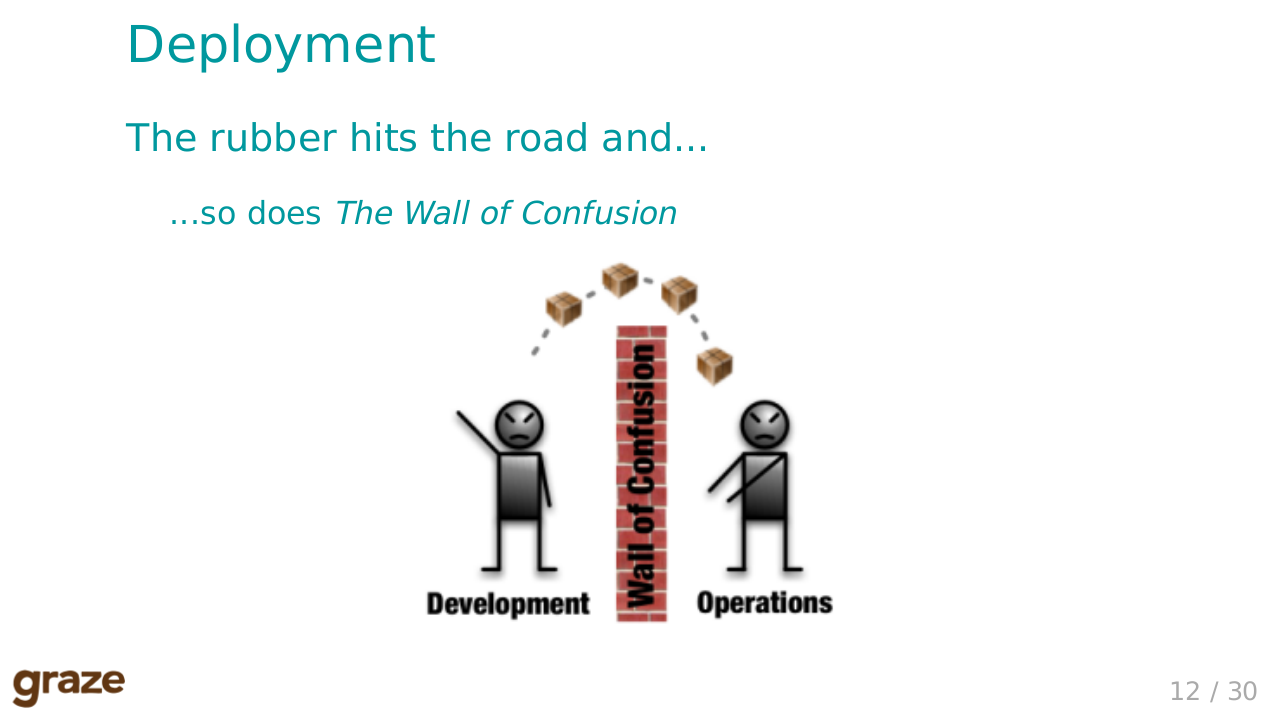 Deployment
The rubber hits the road and...
...so does The Wall of Confusion
Wall of Confusion
Development
Operations
graze
12 / 30